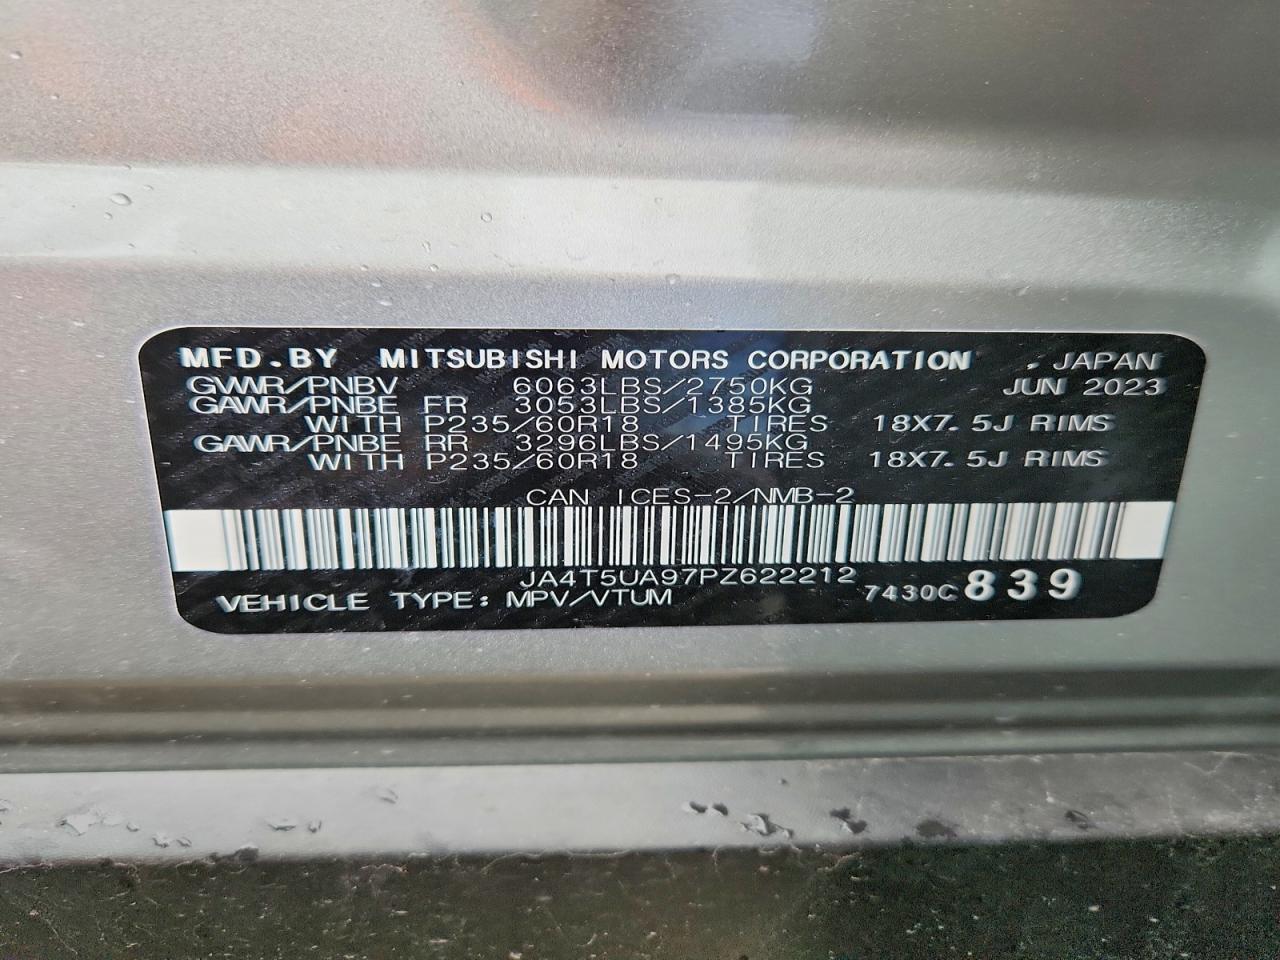 MFD.BY MITSUBISHI MOTORS CORPORATION , JAPAN
GVWR/PNBV 6063LBS/2750KG JUN 2023
GAWR/PNBE FR 3053LBS/1385KG
WITH P235/60R18 TIRES 18X7.5J RIMS
GAWR/PNBE RR 3296LBS/1495KG
WITH P235/60R18 TIRES 18X7.5J RIMS
CAN ICES-2/NMB-2
JA4T5UA97PZ622212
VEHICLE TYPE: MPV/VTUM 7430C 839